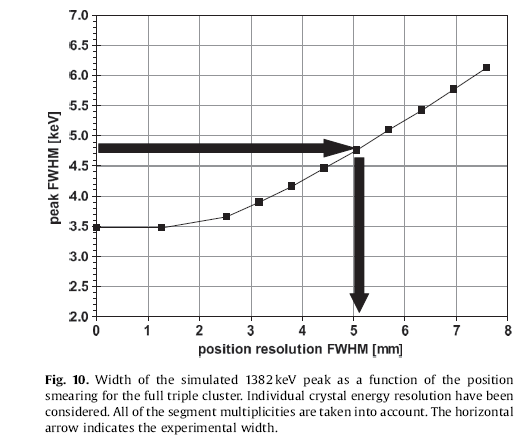 7.0
6.5
6.0
5.5
5.0
4.5
4.0
3.5
3.0
2.5
2.0
peak FWHM [keV]
0 1 2 3 4 5 6 7 8
position resolution FWHM [mm]
Fig. 10. Width of the simulated 1382 keV peak as a function of the position
smearing for the full triple cluster. Individual crystal energy resolution have been
considered. All of the segment multiplicities are taken into account. The horizontal
arrow indicates the experimental width.